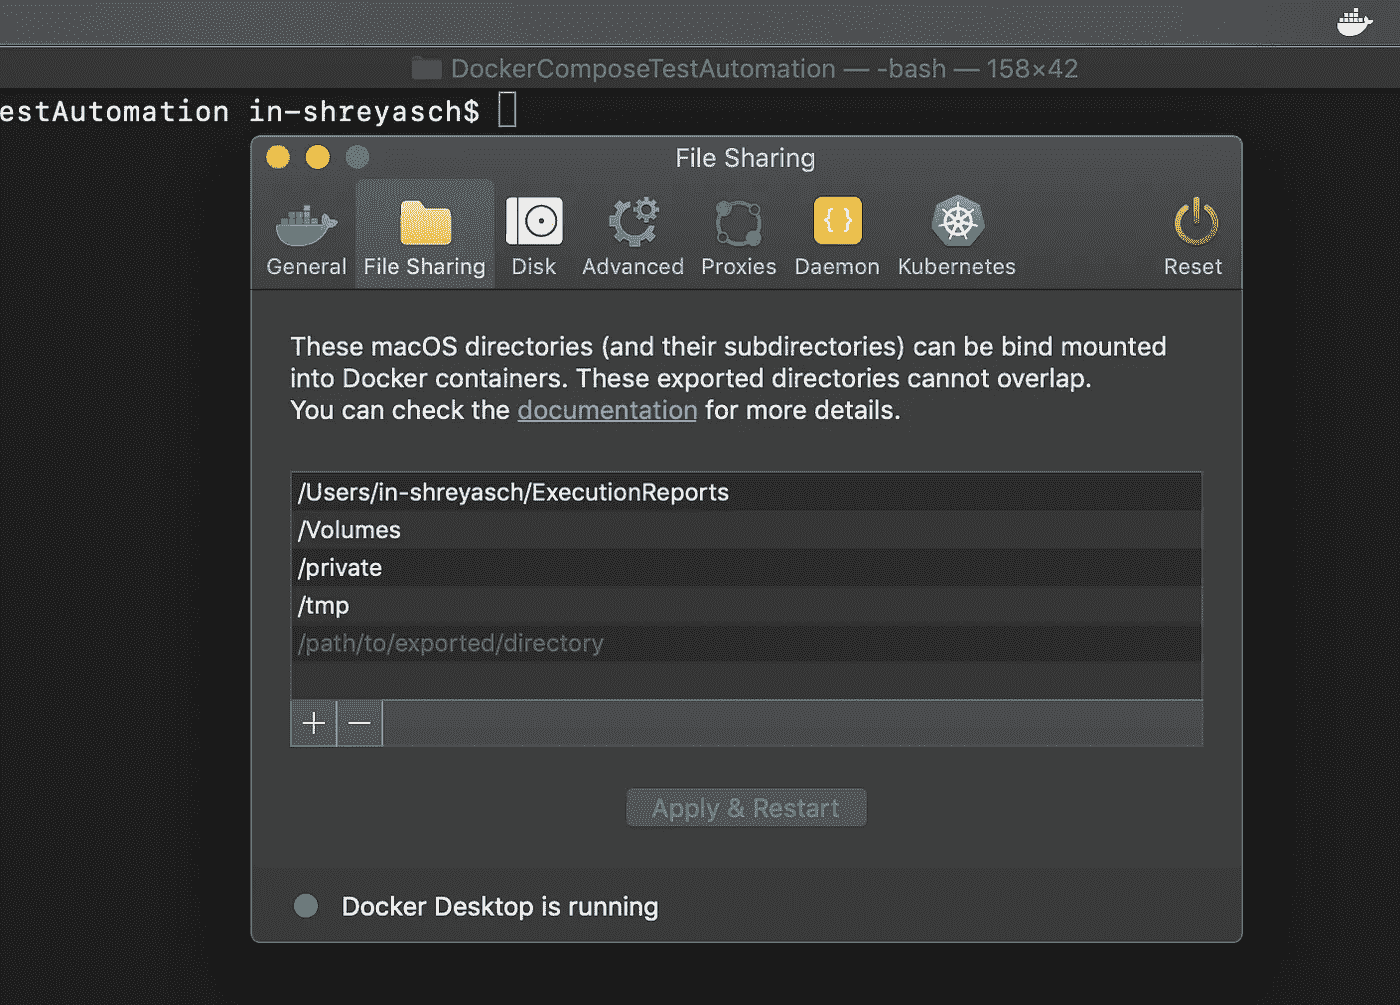 DockerComposeTestAutomation — -bash — 158×42
estAutomation in-shreyasch$
File Sharing
General File Sharing Disk Advanced Proxies Daemon Kubernetes Reset
These macOS directories (and their subdirectories) can be bind mounted
into Docker containers. These exported directories cannot overlap.
You can check the documentation for more details.
/Users/in-shreyasch/ExecutionReports
/Volumes
/private
/tmp
/path/to/exported/directory
Apply & Restart
Docker Desktop is running